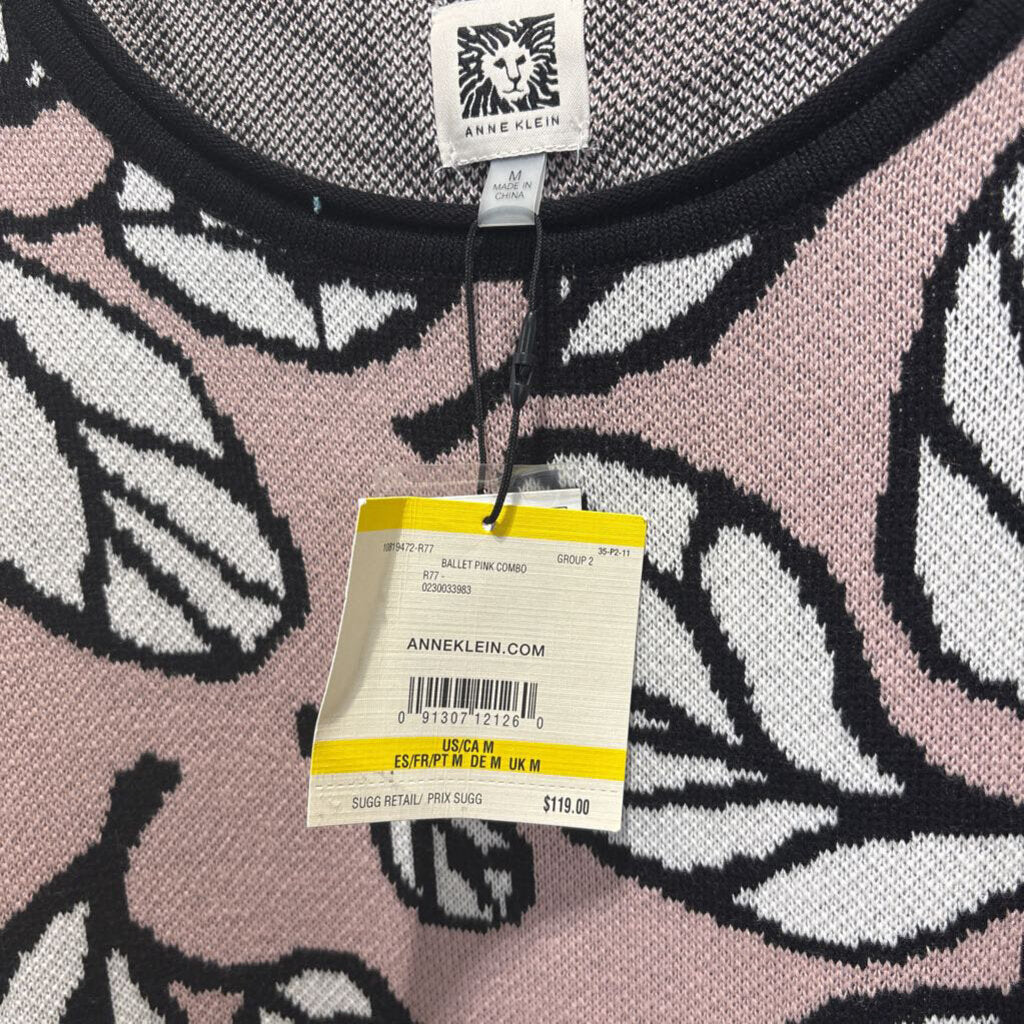 ANNE KLEIN
M
MADE IN
CHINA
10819472-R77
35-P2-11
BALLET PINK COMBO
GROUP 2
R77 -
0230033983
ANNEKLEIN.COM
0 91307 12126 0
US/CA M
ES/FR/PT M DE M UK M
SUGG RETAIL/ PRIX SUGG $119.00